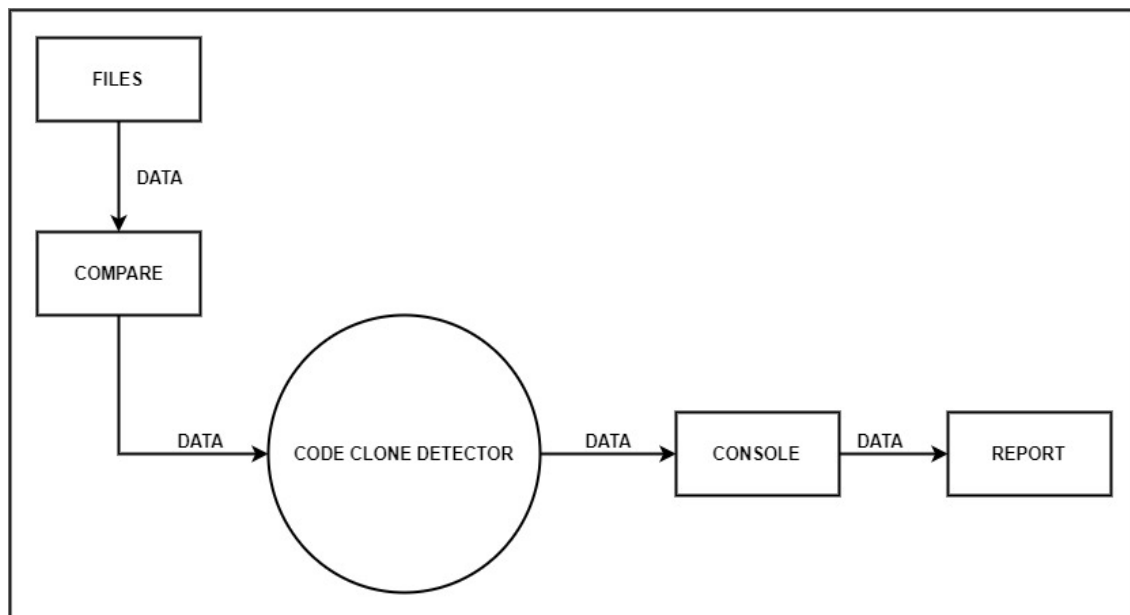 FILES
DATA
COMPARE
DATA
CODE CLONE DETECTOR
DATA
CONSOLE
DATA
REPORT